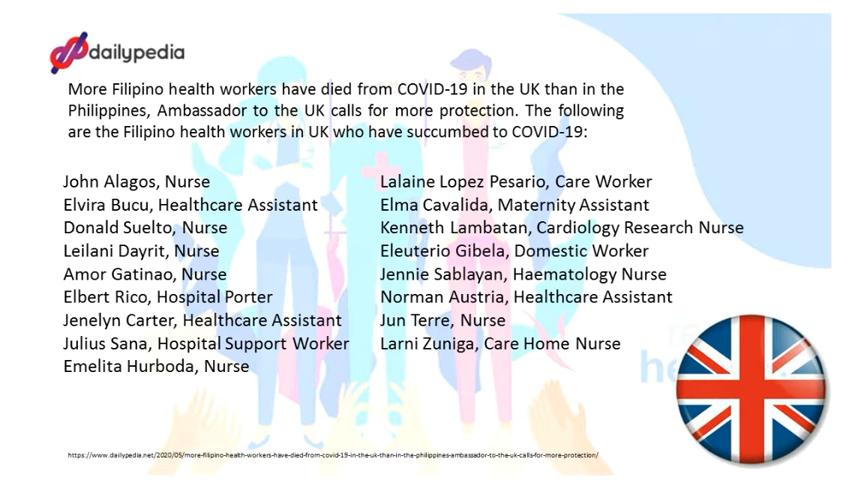 dailypedia
More Filipino health workers have died from COVID-19 in the UK than in the
Philippines, Ambassador to the UK calls for more protection. The following
are the Filipino health workers in UK who have succumbed to COVID-19:
John Alagos, Nurse
Elvira Bucu, Healthcare Assistant
Donald Suelto, Nurse
Leilani Dayrit, Nurse
Amor Gatinao, Nurse
Elbert Rico, Hospital Porter
Jenelyn Carter, Healthcare Assistant
Julius Sana, Hospital Support Worker
Emelita Hurboda, Nurse
Lalaine Lopez Pesario, Care Worker
Elma Cavalida, Maternity Assistant
Kenneth Lambatan, Cardiology Research Nurse
Eleuterio Gibela, Domestic Worker
Jennie Sablayan, Haematology Nurse
Norman Austria, Healthcare Assistant
Jun Terre, Nurse
Larni Zuniga, Care Home Nurse
https://www.dailypedia.net/2020/05/more-filipino-health-workers-have-died-from-covid-19-in-the-uk-than-in-the-philippines-ambassador-to-the-uk-calls-for-more-protection/